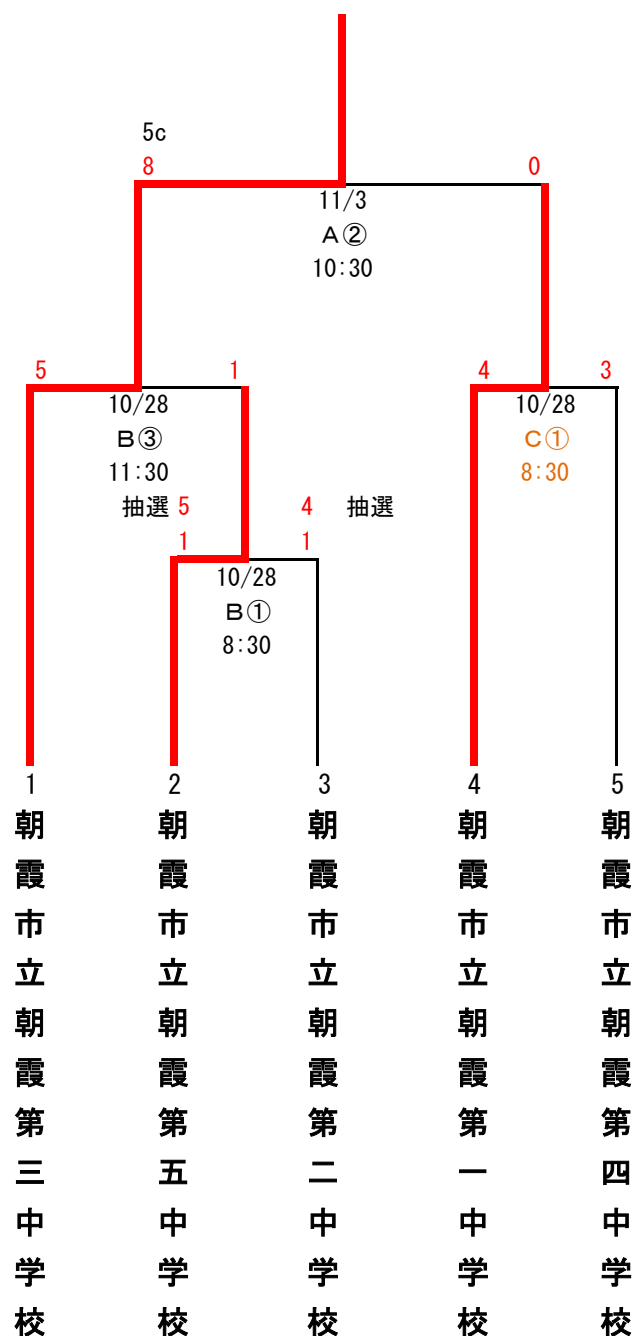 5c
8 0
11/3
A②
10:30
5 1 4 3
10/28 10/28
B③ C①
11:30 8:30
抽選 5 4 抽選
1 1
10/28
B①
8:30
1 2 3 4 5
朝霞市立朝霞第三中学校
朝霞市立朝霞第五中学校
朝霞市立朝霞第二中学校
朝霞市立朝霞第一中学校
朝霞市立朝霞第四中学校